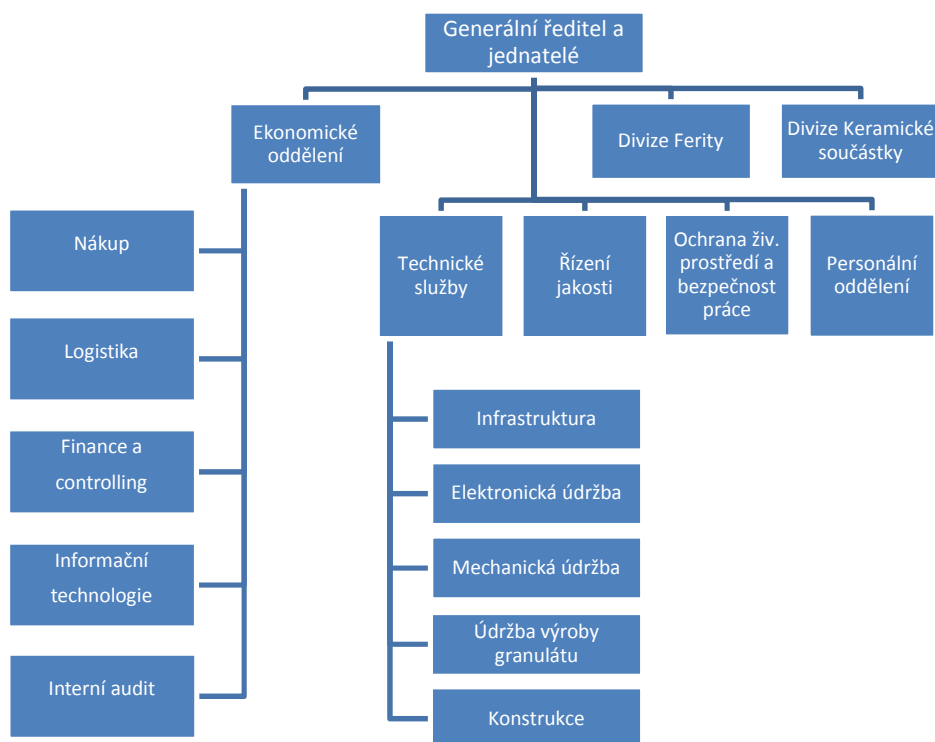 Generální ředitel a
jednatelé
Ekonomické
oddělení
Divize Ferity
Divize Keramické
součástky
Nákup
Logistika
Finance a
controlling
Informační
technologie
Interní audit
Technické
služby
Řízení
jakosti
Ochrana živ.
prostředí a
bezpečnost
práce
Personální
oddělení
Infrastruktura
Elektronická údržba
Mechanická údržba
Údržba výroby
granulátu
Konstrukce